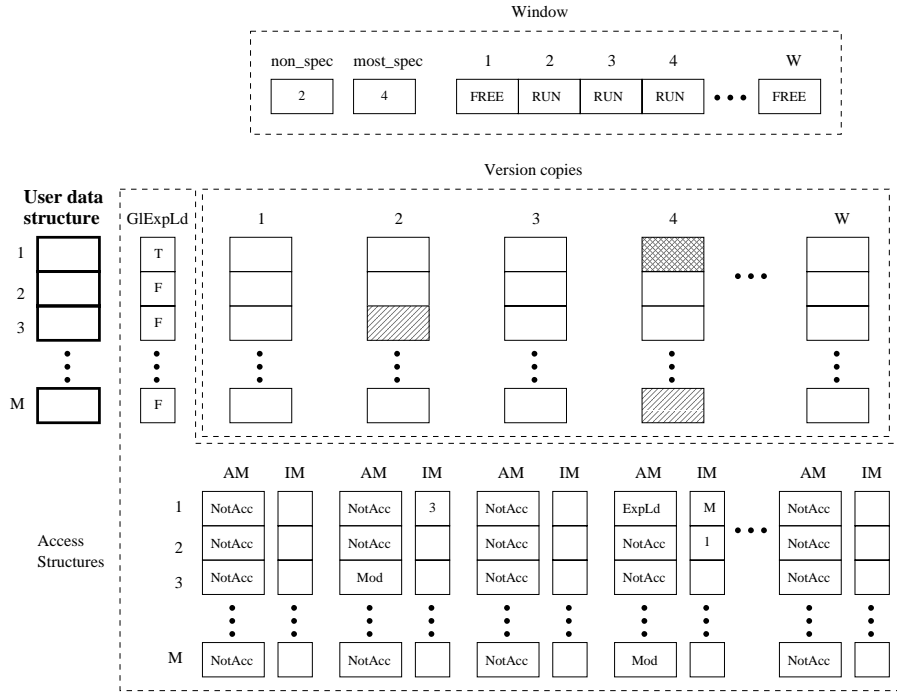 Window
non_spec most_spec 1 2 3 4 W
2 4 FREE RUN RUN RUN FREE
Version copies
User data
structure
GlExpLd 1 2 3 4 W
1 T
2 F
3 F
M F
AM IM AM IM AM IM AM IM AM IM
1 NotAcc NotAcc 3 NotAcc ExpLd M NotAcc
Access
Structures
2 NotAcc NotAcc NotAcc NotAcc 1 NotAcc
3 NotAcc Mod NotAcc NotAcc NotAcc
M NotAcc NotAcc NotAcc Mod NotAcc